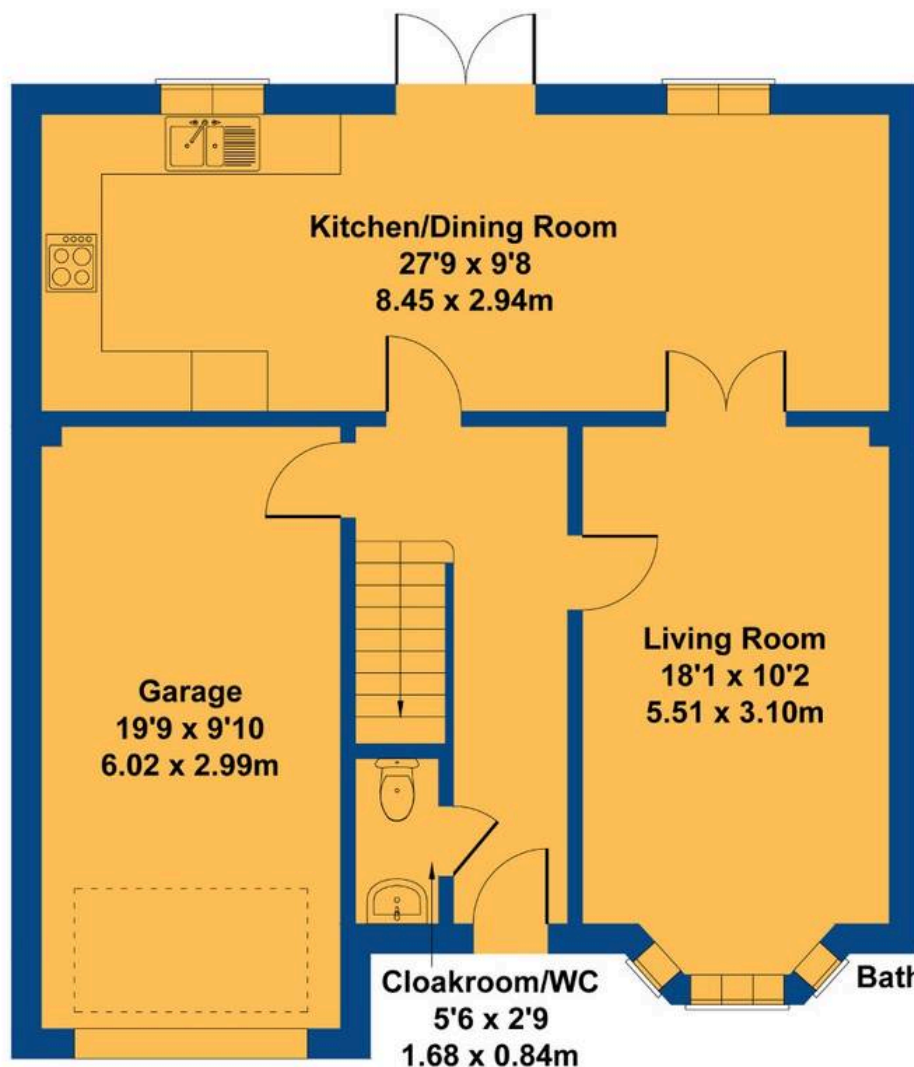 Kitchen/Dining Room
27'9 x 9'8
8.45 x 2.94m
Living Room
18'1 x 10'2
5.51 x 3.10m
Garage
19'9 x 9'10
6.02 x 2.99m
Cloakroom/WC
5'6 x 2'9
1.68 x 0.84m
Bath